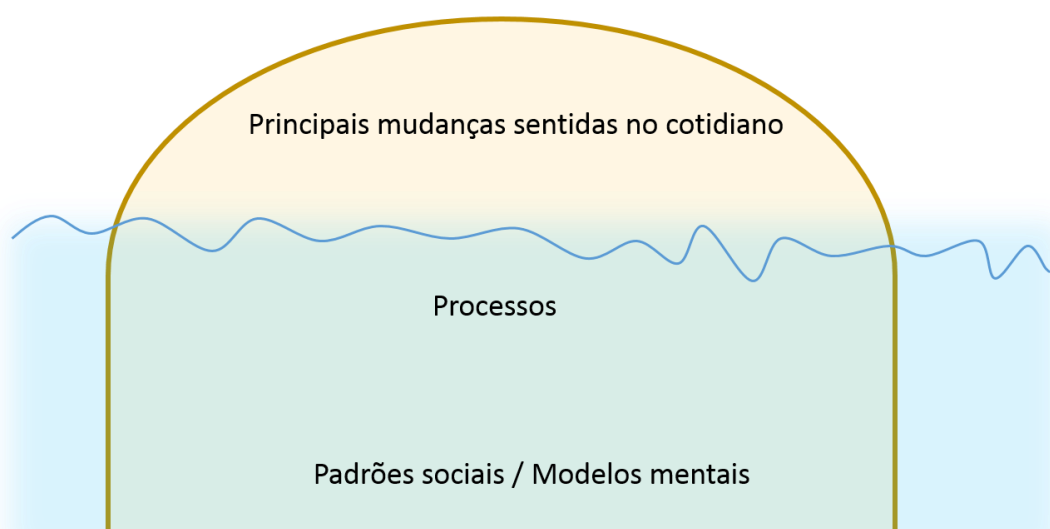 Principais mudanças sentidas no cotidiano
Processos
Padrões sociais / Modelos mentais